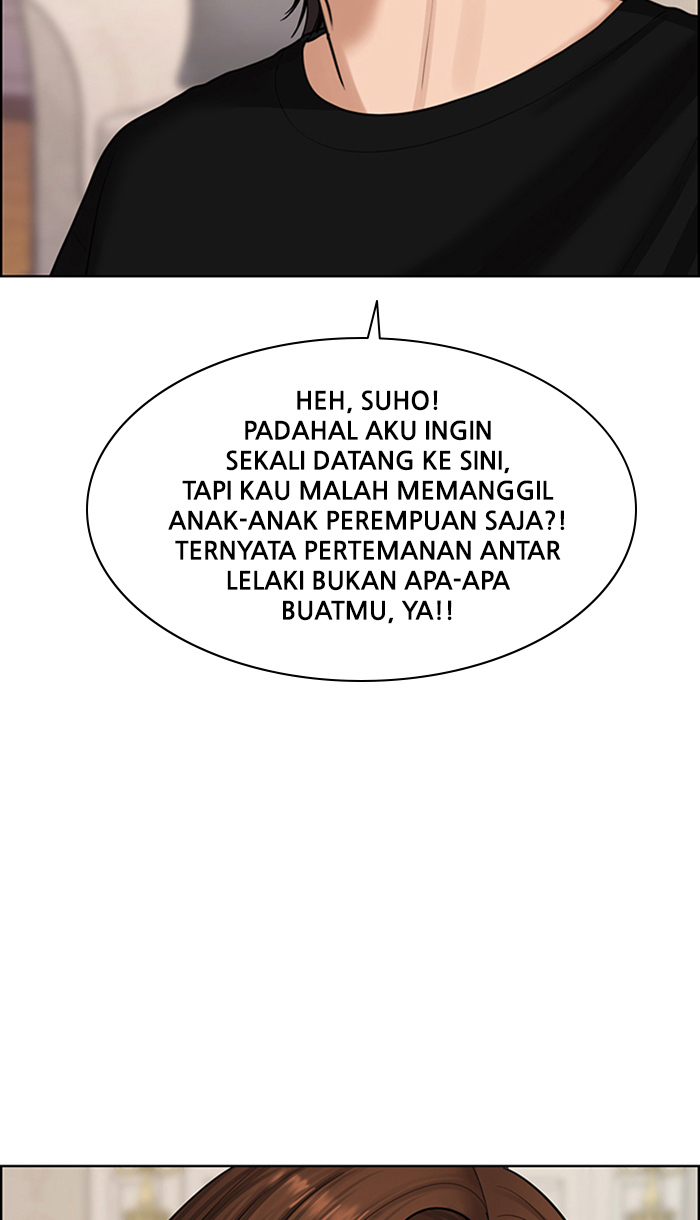 HEH, SUHO!
PADAHAL AKU INGIN
SEKALI DATANG KE SINI,
TAPI KAU MALAH MEMANGGIL
ANAK-ANAK PEREMPUAN SAJA?!
TERNYATA PERTEMANAN ANTAR
LELAKI BUKAN APA-APA
BUATMU, YA!!